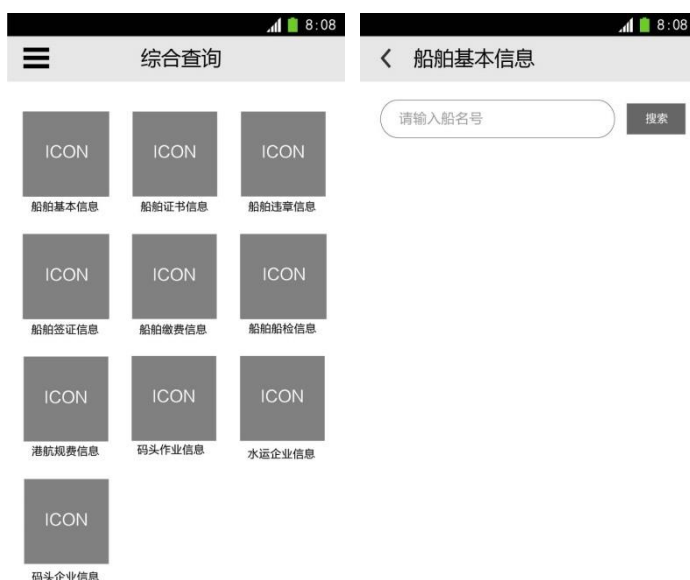 8:08
综合查询
ICON ICON ICON
船舶基本信息 船舶证书信息 船舶违章信息
ICON ICON ICON
船舶签证信息 船舶缴费信息 船舶船检信息
ICON ICON ICON
港航规费信息 码头作业信息 水运企业信息
ICON
码头企业信息
8:08
船舶基本信息
请输入船名号 搜索